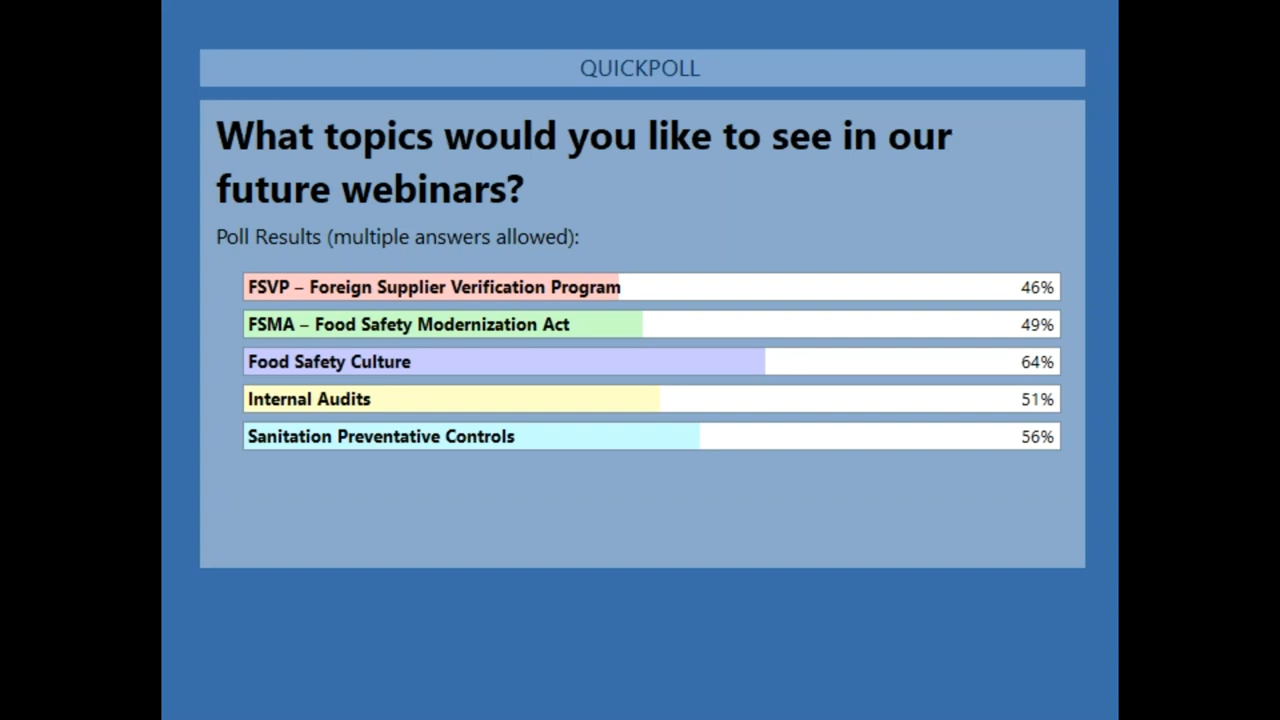 QUICKPOLL
What topics would you like to see in our
future webinars?
Poll Results (multiple answers allowed):
FSVP – Foreign Supplier Verification Program 46%
FSMA – Food Safety Modernization Act 49%
Food Safety Culture 64%
Internal Audits 51%
Sanitation Preventative Controls 56%